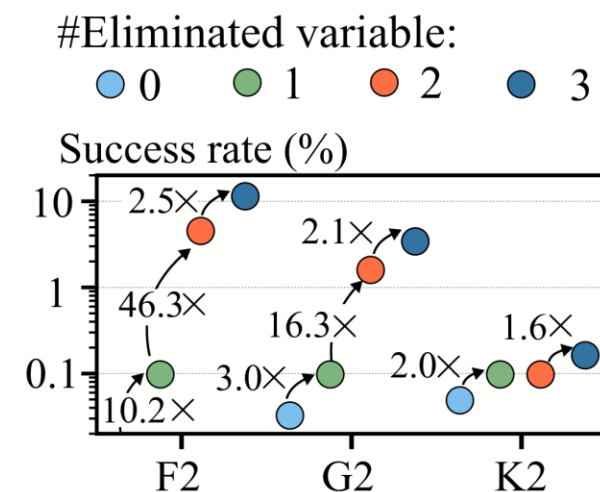 #Eliminated variable:
0 1 2 3
Success rate (%)
10
2.5×
2.1×
1
46.3×
16.3×
1.6×
0.1
3.0×
2.0×
10.2×
F2 G2 K2